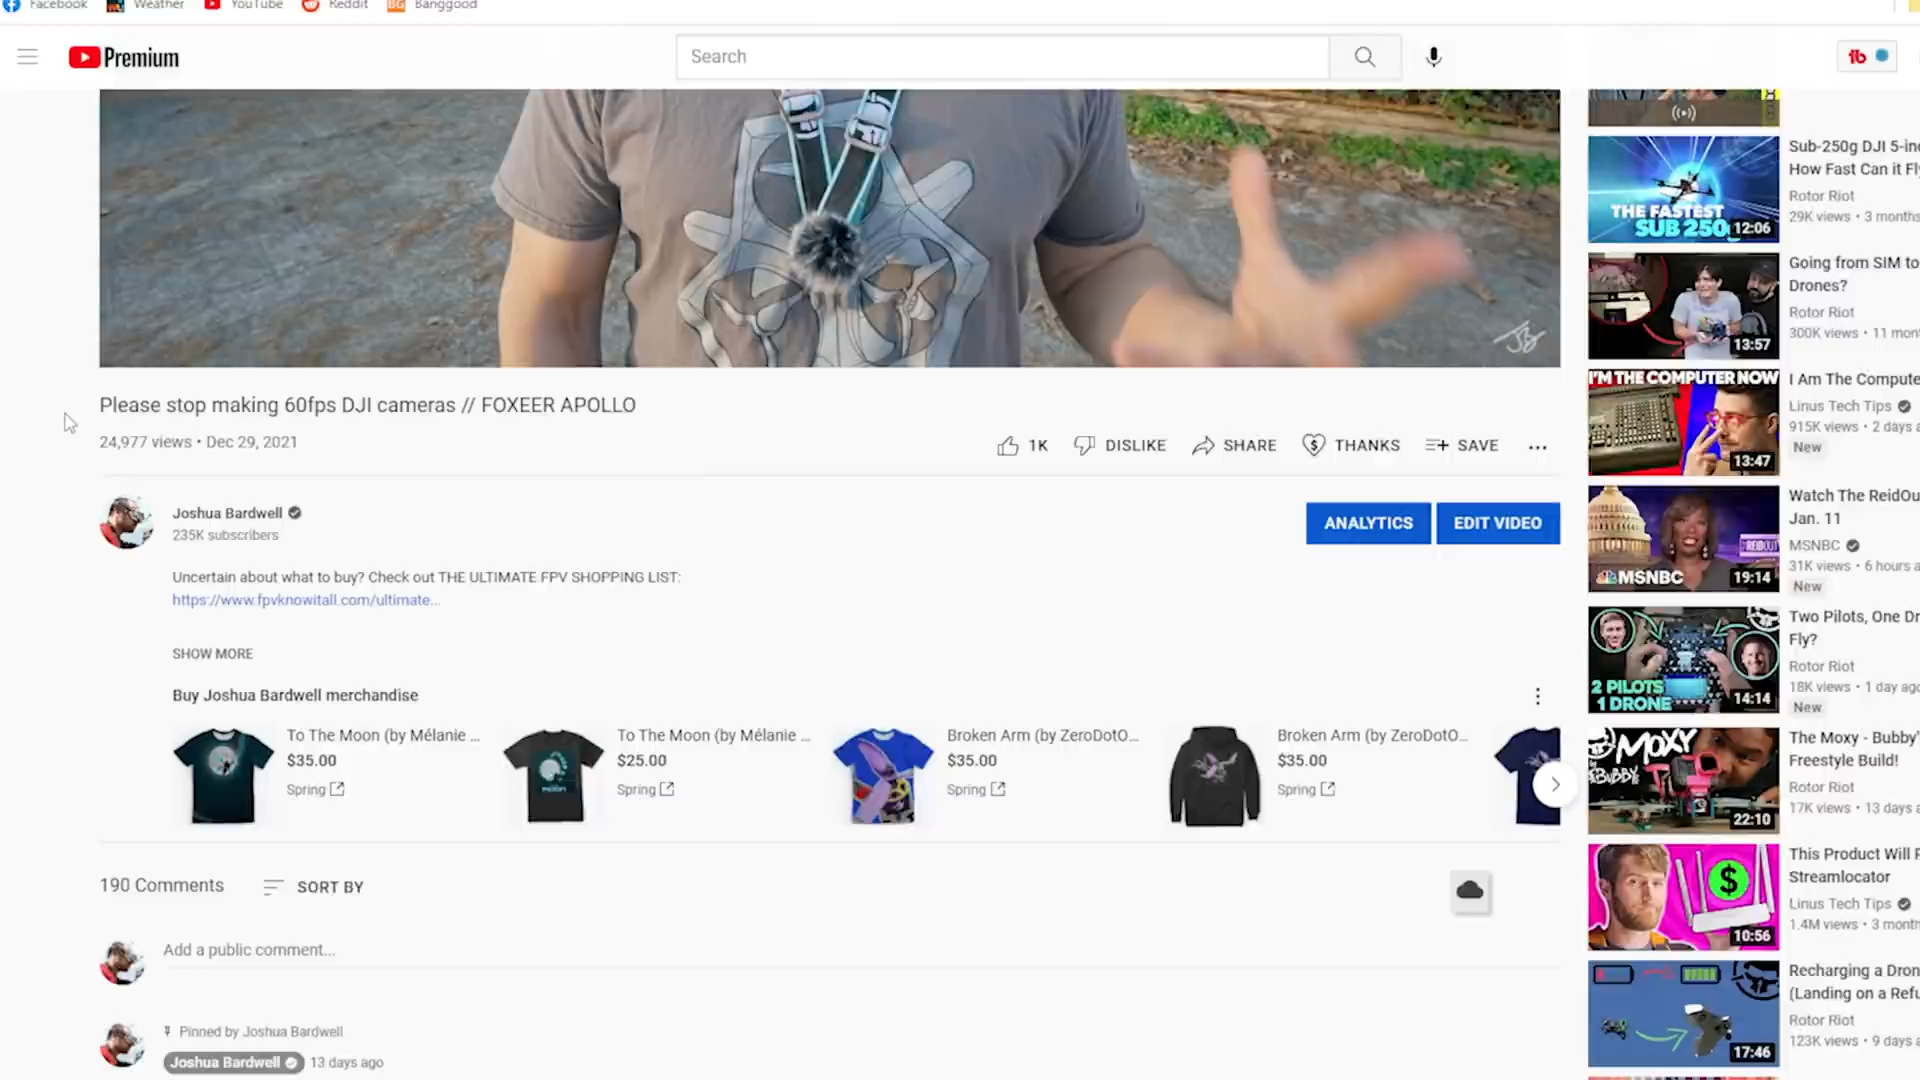 Facebook
Weather
YouTube
Reddit
BG Banggood
Premium
Search
tb
Please stop making 60fps DJI cameras // FOXEER APOLLO
24,977 views • Dec 29, 2021
1K
DISLIKE
SHARE
THANKS
SAVE
Joshua Bardwell
235K subscribers
ANALYTICS
EDIT VIDEO
Uncertain about what to buy? Check out THE ULTIMATE FPV SHOPPING LIST:
https://www.fpvknowitall.com/ultimate...
SHOW MORE
Buy Joshua Bardwell merchandise
To The Moon (by Mélanie ...
$35.00
Spring
To The Moon (by Mélanie ...
$25.00
Spring
Broken Arm (by ZeroDotO...
$35.00
Spring
Broken Arm (by ZeroDotO...
$35.00
Spring
190 Comments
SORT BY
Add a public comment...
Pinned by Joshua Bardwell
Joshua Bardwell
13 days ago
THE FASTEST
SUB 250g
12:06
Sub-250g DJI 5-inc
How Fast Can it Fly
Rotor Riot
29K views • 3 months
13:57
Going from SIM to
Drones?
Rotor Riot
300K views • 11 mon
I'M THE COMPUTER NOW
13:47
I Am The Compute
Linus Tech Tips
915K views • 2 days a
New
REIDOUT
MSNBC
19:14
Watch The ReidOu
Jan. 11
MSNBC
31K views • 6 hours a
New
2 PILOTS
1 DRONE
14:14
Two Pilots, One Dr
Fly?
Rotor Riot
18K views • 1 day ago
New
MOXY
BUBBY
22:10
The Moxy - Bubby'
Freestyle Build!
Rotor Riot
17K views • 13 days a
$
10:56
This Product Will F
Streamlocator
Linus Tech Tips
1.4M views • 3 month
17:46
Recharging a Dron
(Landing on a Refu
Rotor Riot
123K views • 9 days a